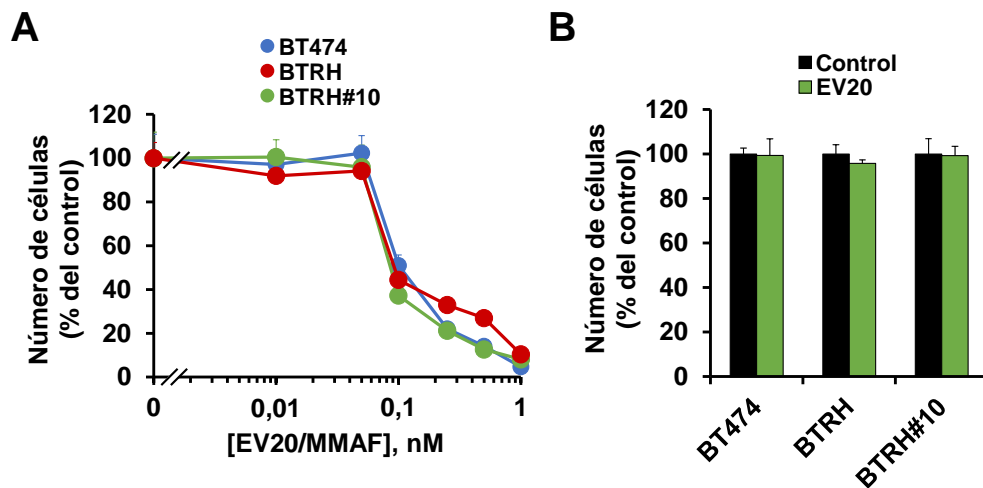 A
BT474
BTRH
BTRH#10
Número de células
(% del control)
120
100
80
60
40
20
0
0
0,01
0,1
1
[EV20/MMAF], nM
B
Control
EV20
Número de células
(% del control)
120
100
80
60
40
20
0
BT474
BTRH
BTRH#10